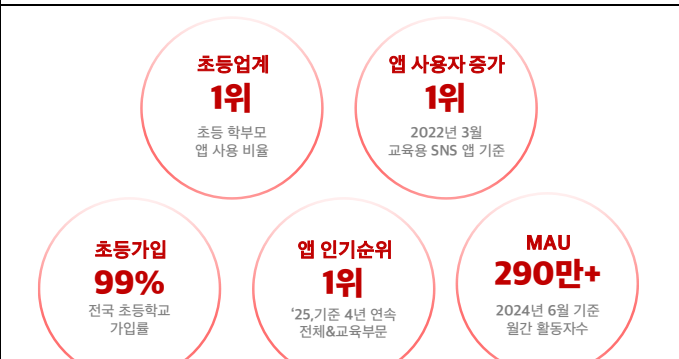 초등업계
1위
초등 학부모
앱 사용 비율
앱 사용자 증가
1위
2022년 3월
교육용 SNS 앱 기준
초등가입
99%
전국 초등학교
가입률
앱 인기순위
1위
‘25,기준 4년 연속
전체&교육부문
MAU
290만+
2024년 6월 기준
월간 활동자수